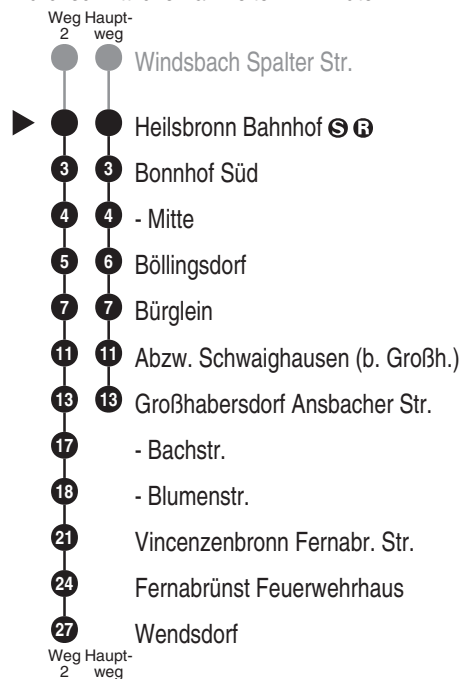 Weg Haupt-
2 weg
Windsbach Spalter Str.
Heilsbronn Bahnhof S R
3 3 Bonnhof Süd
4 4 - Mitte
5 6 Böllingsdorf
7 7 Bürglein
11 11 Abzw. Schwaighausen (b. Großh.)
13 13 Großhabersdorf Ansbacher Str.
17 - Bachstr.
18 - Blumenstr.
21 Vincenzenbronn Fernabr. Str.
24 Fernabrünst Feuerwehrhaus
27 Wendsdorf
Weg Haupt-
2 weg